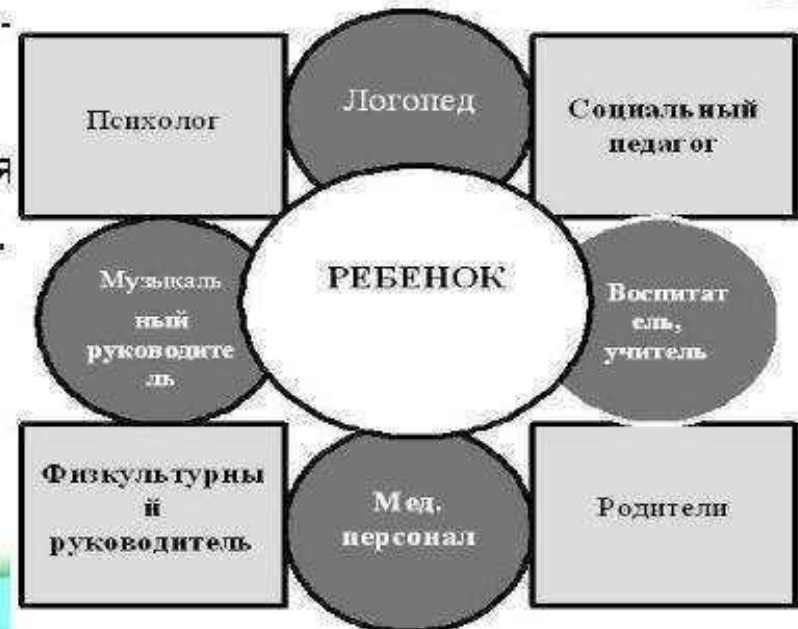 Психолог
Логопед
Социальный
педагог
Музыкаль
ный
руководите
ль
РЕБЕНОК
Воспитат
ель,
учитель
Физкультурны
й
руководитель
Мед.
персонал
Родители
я